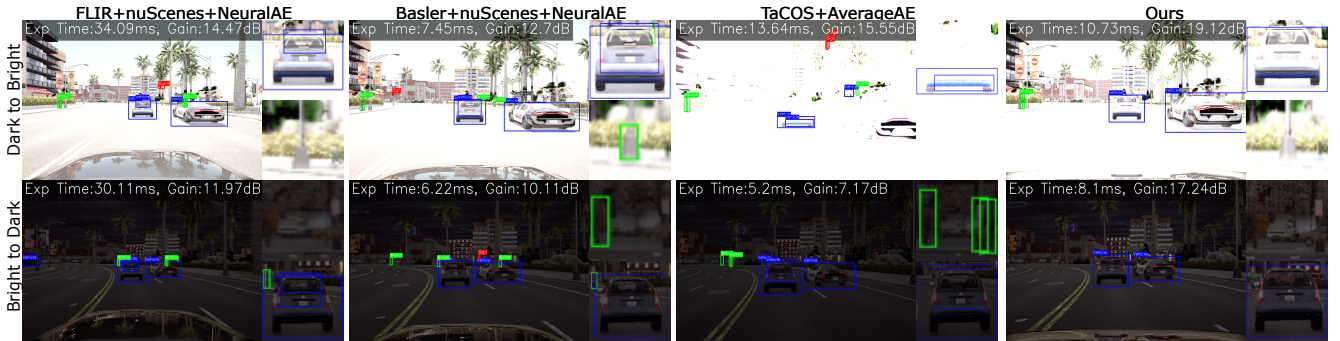 FLIR+nuScenes+NeuralAE
Basler+nuScenes+NeuralAE
TaCOS+AverageAE
Ours
Dark to Bright
Exp Time:34.09ms, Gain:14.47dB
Exp Time:7.45ms, Gain:12.7dB
Exp Time:13.64ms, Gain:15.55dB
Exp Time:10.73ms, Gain:19.12dB
Bright to Dark
Exp Time:30.11ms, Gain:11.97dB
Exp Time:6.22ms, Gain:10.11dB
Exp Time:5.2ms, Gain:7.17dB
Exp Time:8.1ms, Gain:17.24dB